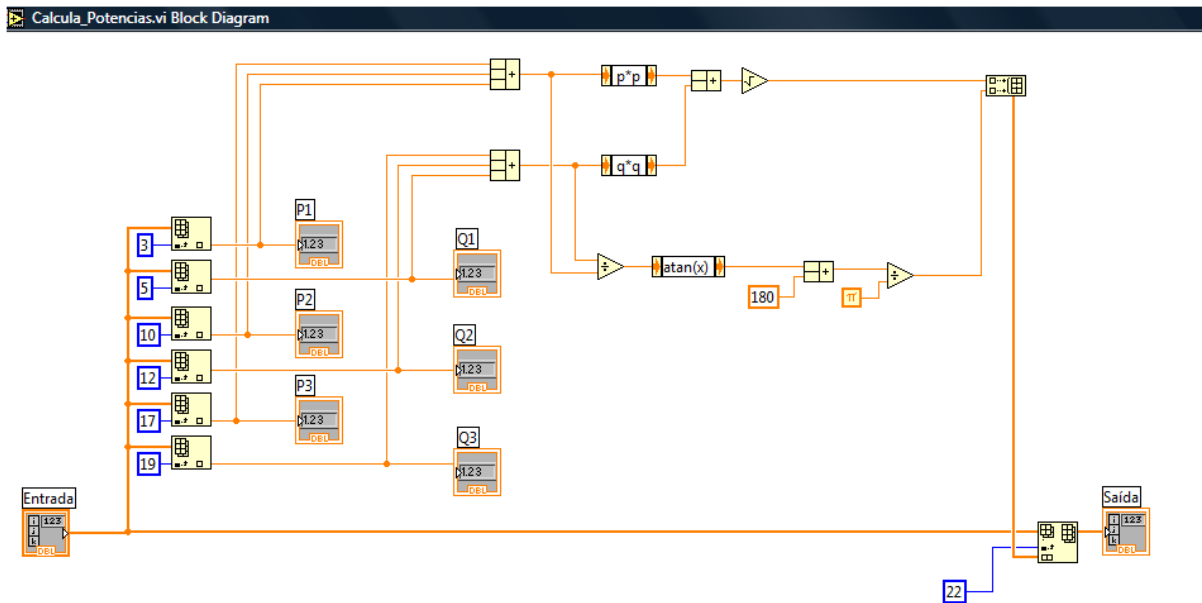 Calcula_Potencias.vi Block Diagram
p*p
+
√
+
q*q
+
P1
1.23
DBL
3
Q1
1.23
DBL
5
÷
atan(x)
+
÷
180
π
P2
1.23
DBL
10
Q2
1.23
DBL
12
P3
1.23
DBL
17
Q3
1.23
DBL
19
Entrada
i 123
j
k
DBL
Saída
i 123
j
k
DBL
22